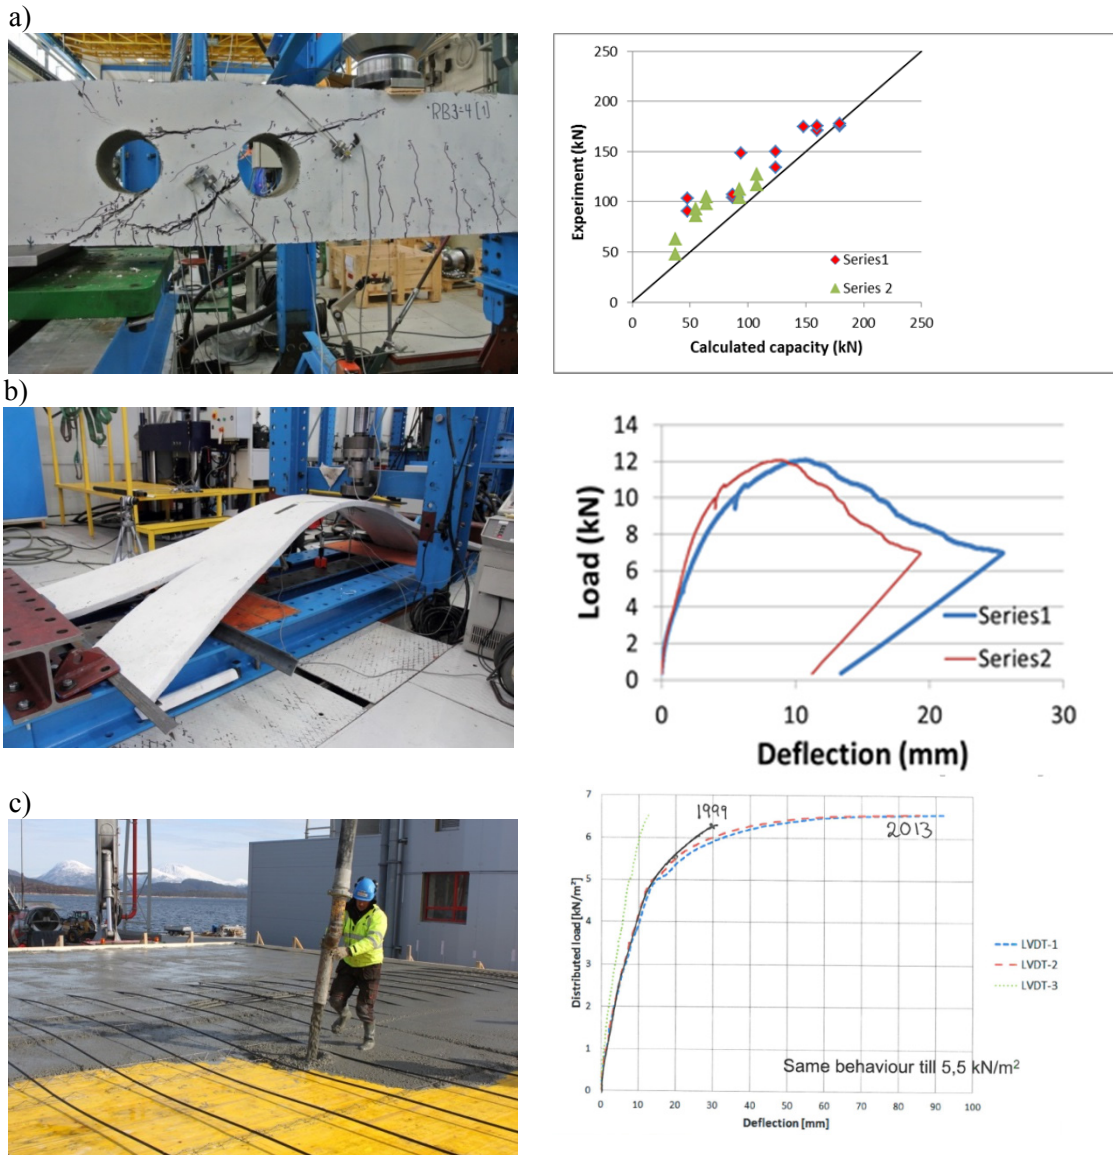 a)
RB3=4 [1]
250
200
150
100
50
0
Experiment (kN)
Series1
Series 2
0 50 100 150 200 250
Calculated capacity (kN)
b)
14
12
10
8
6
4
2
0
Load (kN)
Series1
Series2
0 10 20 30
Deflection (mm)
c)
7
6
5
4
3
2
1
0
Distributed load [kN/m²]
1999
2013
LVDT-1
LVDT-2
LVDT-3
Same behaviour till 5,5 kN/m²
0 10 20 30 40 50 60 70 80 90 100
Deflection [mm]